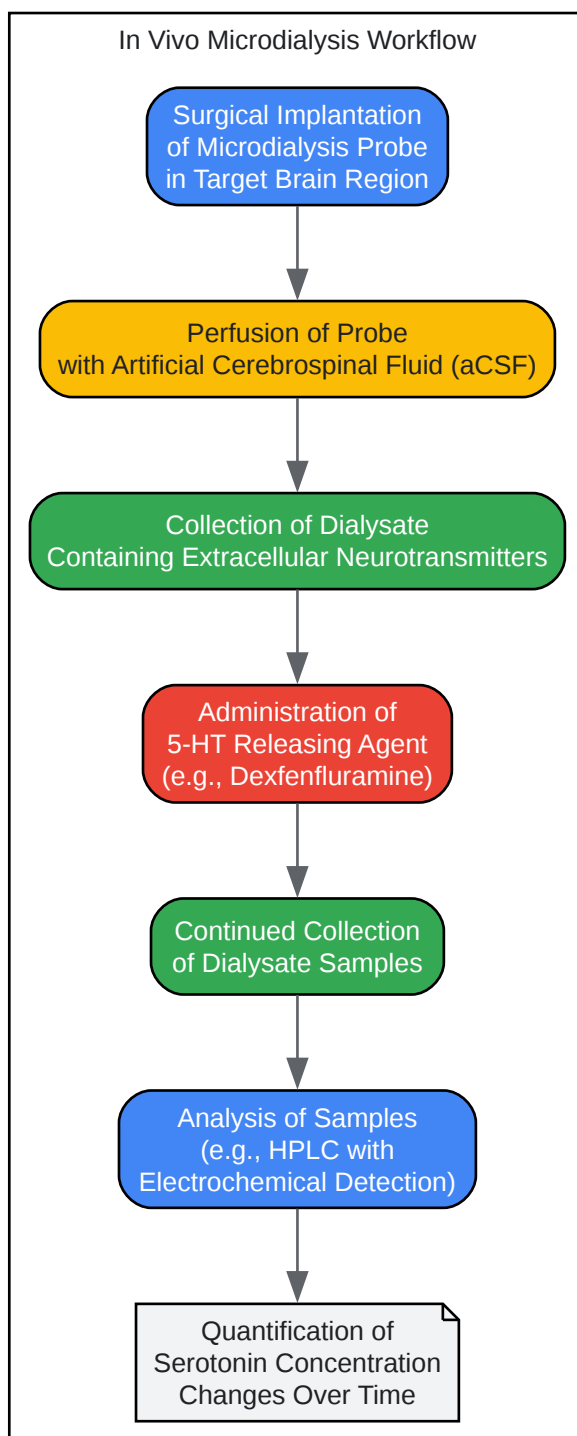 In Vivo Microdialysis Workflow
Surgical Implantation
of Microdialysis Probe
in Target Brain Region
Perfusion of Probe
with Artificial Cerebrospinal Fluid (aCSF)
Collection of Dialysate
Containing Extracellular Neurotransmitters
Administration of
5-HT Releasing Agent
(e.g., Dexfenfluramine)
Continued Collection
of Dialysate Samples
Analysis of Samples
(e.g., HPLC with
Electrochemical Detection)
Quantification of
Serotonin Concentration
Changes Over Time